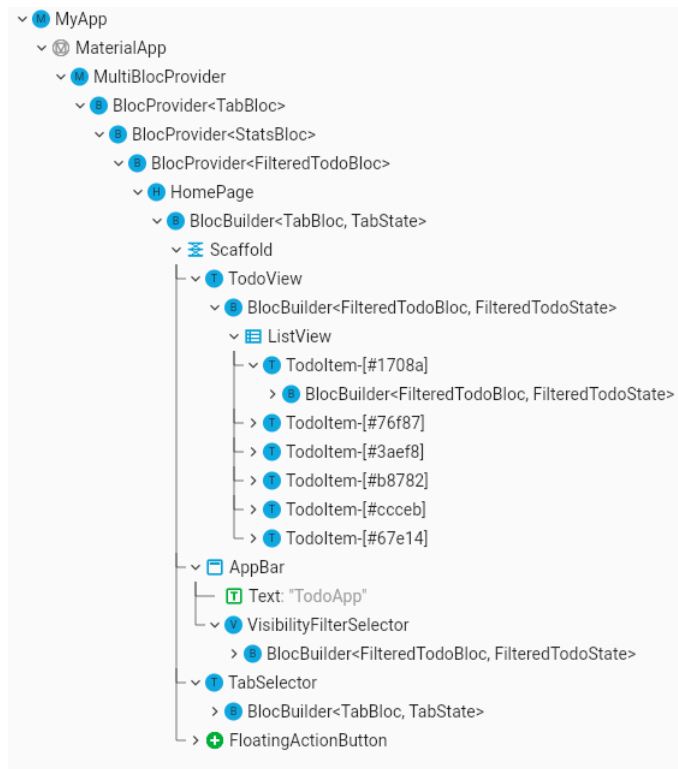 M MyApp
MaterialApp
M MultiBlocProvider
B BlocProvider<TabBloc>
B BlocProvider<StatsBloc>
B BlocProvider<FilteredTodoBloc>
H HomePage
B BlocBuilder<TabBloc, TabState>
Scaffold
T TodoView
B BlocBuilder<FilteredTodoBloc, FilteredTodoState>
ListView
T TodoItem-[#1708a]
B BlocBuilder<FilteredTodoBloc, FilteredTodoState>
T TodoItem-[#76f87]
T TodoItem-[#3aef8]
T TodoItem-[#b8782]
T TodoItem-[#ccceb]
T TodoItem-[#67e14]
AppBar
T Text: "TodoApp"
V VisibilityFilterSelector
B BlocBuilder<FilteredTodoBloc, FilteredTodoState>
T TabSelector
B BlocBuilder<TabBloc, TabState>
FloatingActionButton